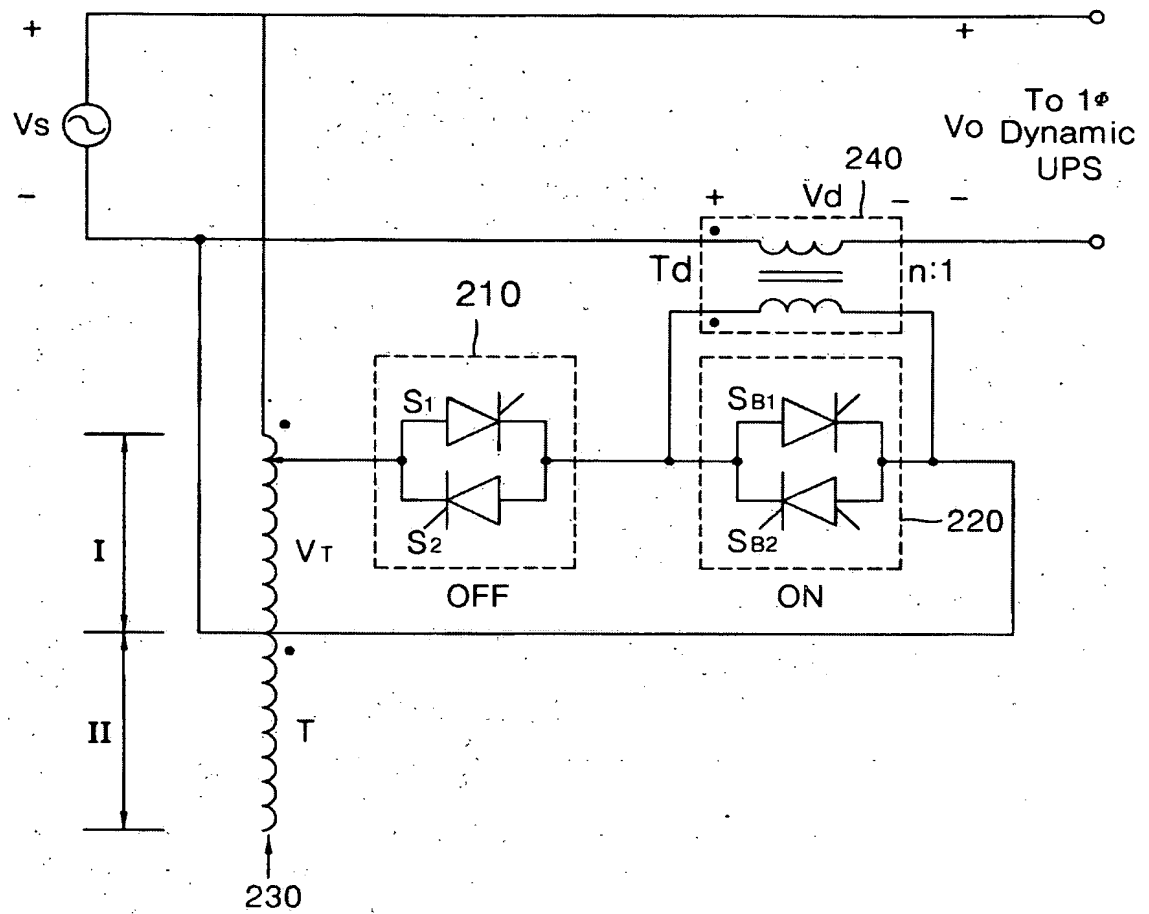 +
+
Vs
Vo
To 1Φ
Dynamic
UPS
240
-
+
Vd
-
-
Td
n:1
210
S1
SB1
I
VT
S2
SB2
220
OFF
ON
II
T
230